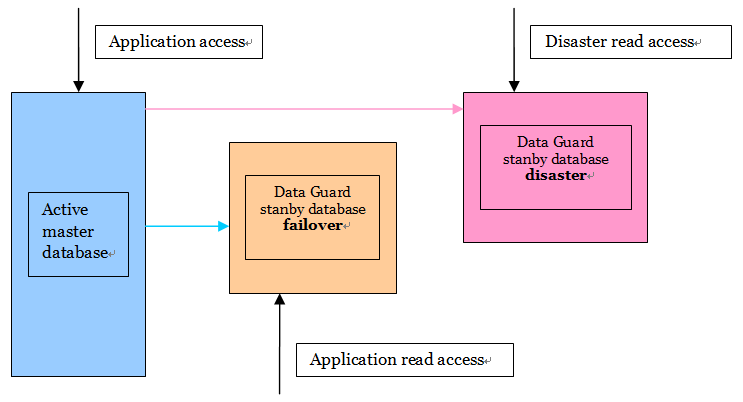 Application access
Disaster read access
Data Guard
stanby database
disaster
Data Guard
stanby database
failover
Active
master
database
Application read access